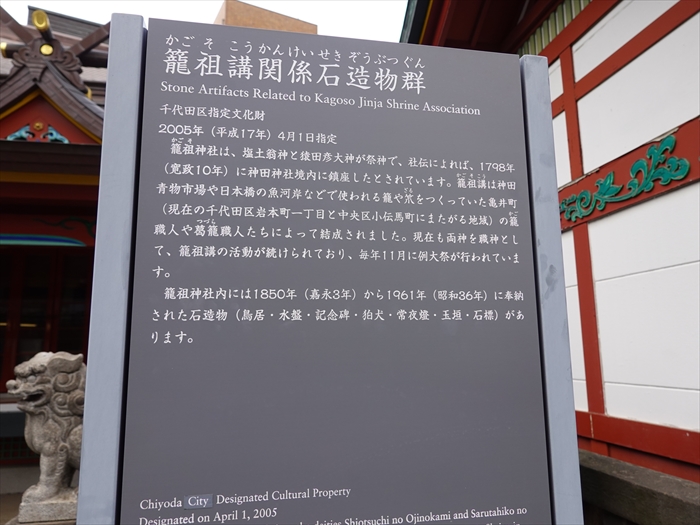 かごそこうかんけいせきぞうぶつぐん
籠祖講関係石造物群
Stone Artifacts Related to Kagoso Jinja Shrine Association
千代田区指定文化財
2005年（平成17年）4月1日指定
かごそ
籠祖神社は、塩土翁神と猿田彦大神が祭神で、社伝によれば、1798年
（寛政10年）に神田神社境内に鎮座したとされています。籠祖講は神田
青物市場や日本橋の魚河岸などで使われる籠や笊をつくっていた亀井町
（現在の千代田区岩本町一丁目と中央区小伝馬町にまたがる地域）の籠
職人や葛籠職人たちによって結成されました。現在も両神を職神とし
て、籠祖講の活動が続けられており、毎年11月に例大祭が行われていま
す。
籠祖神社内には1850年（嘉永3年）から1961年（昭和36年）に奉納
された石造物（鳥居・水盤・記念碑・狛犬・常夜燈・玉垣・石標）があ
ります。
Chiyoda City Designated Cultural Property
Designated on April 1, 2005
deities Shiotsuchi no Ojinokami and Sarutahiko no